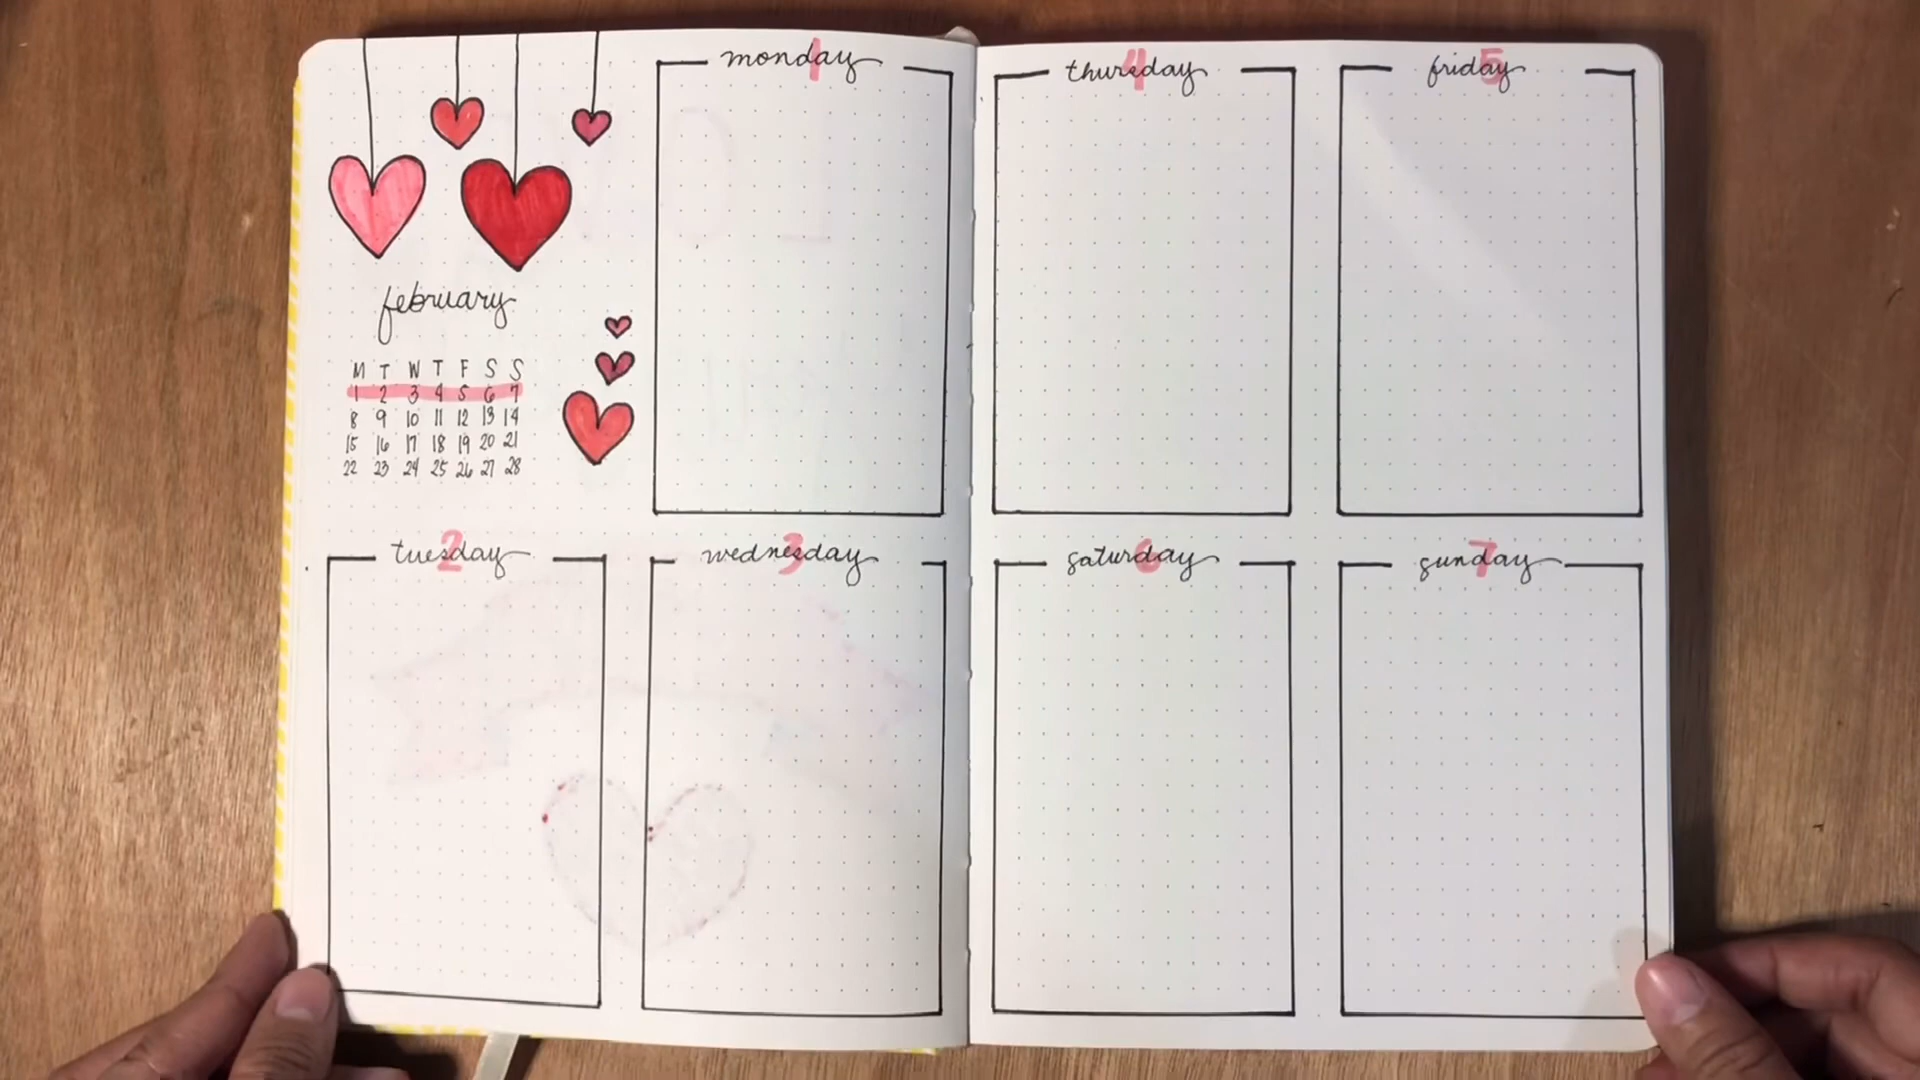 february
M T W T F S S
1 2 3 4 5 6 7
8 9 10 11 12 13 14
15 16 17 18 19 20 21
22 23 24 25 26 27 28
monday 1
tuesday 2
wednesday 3
thursday 4
friday 5
saturday 6
sunday 7